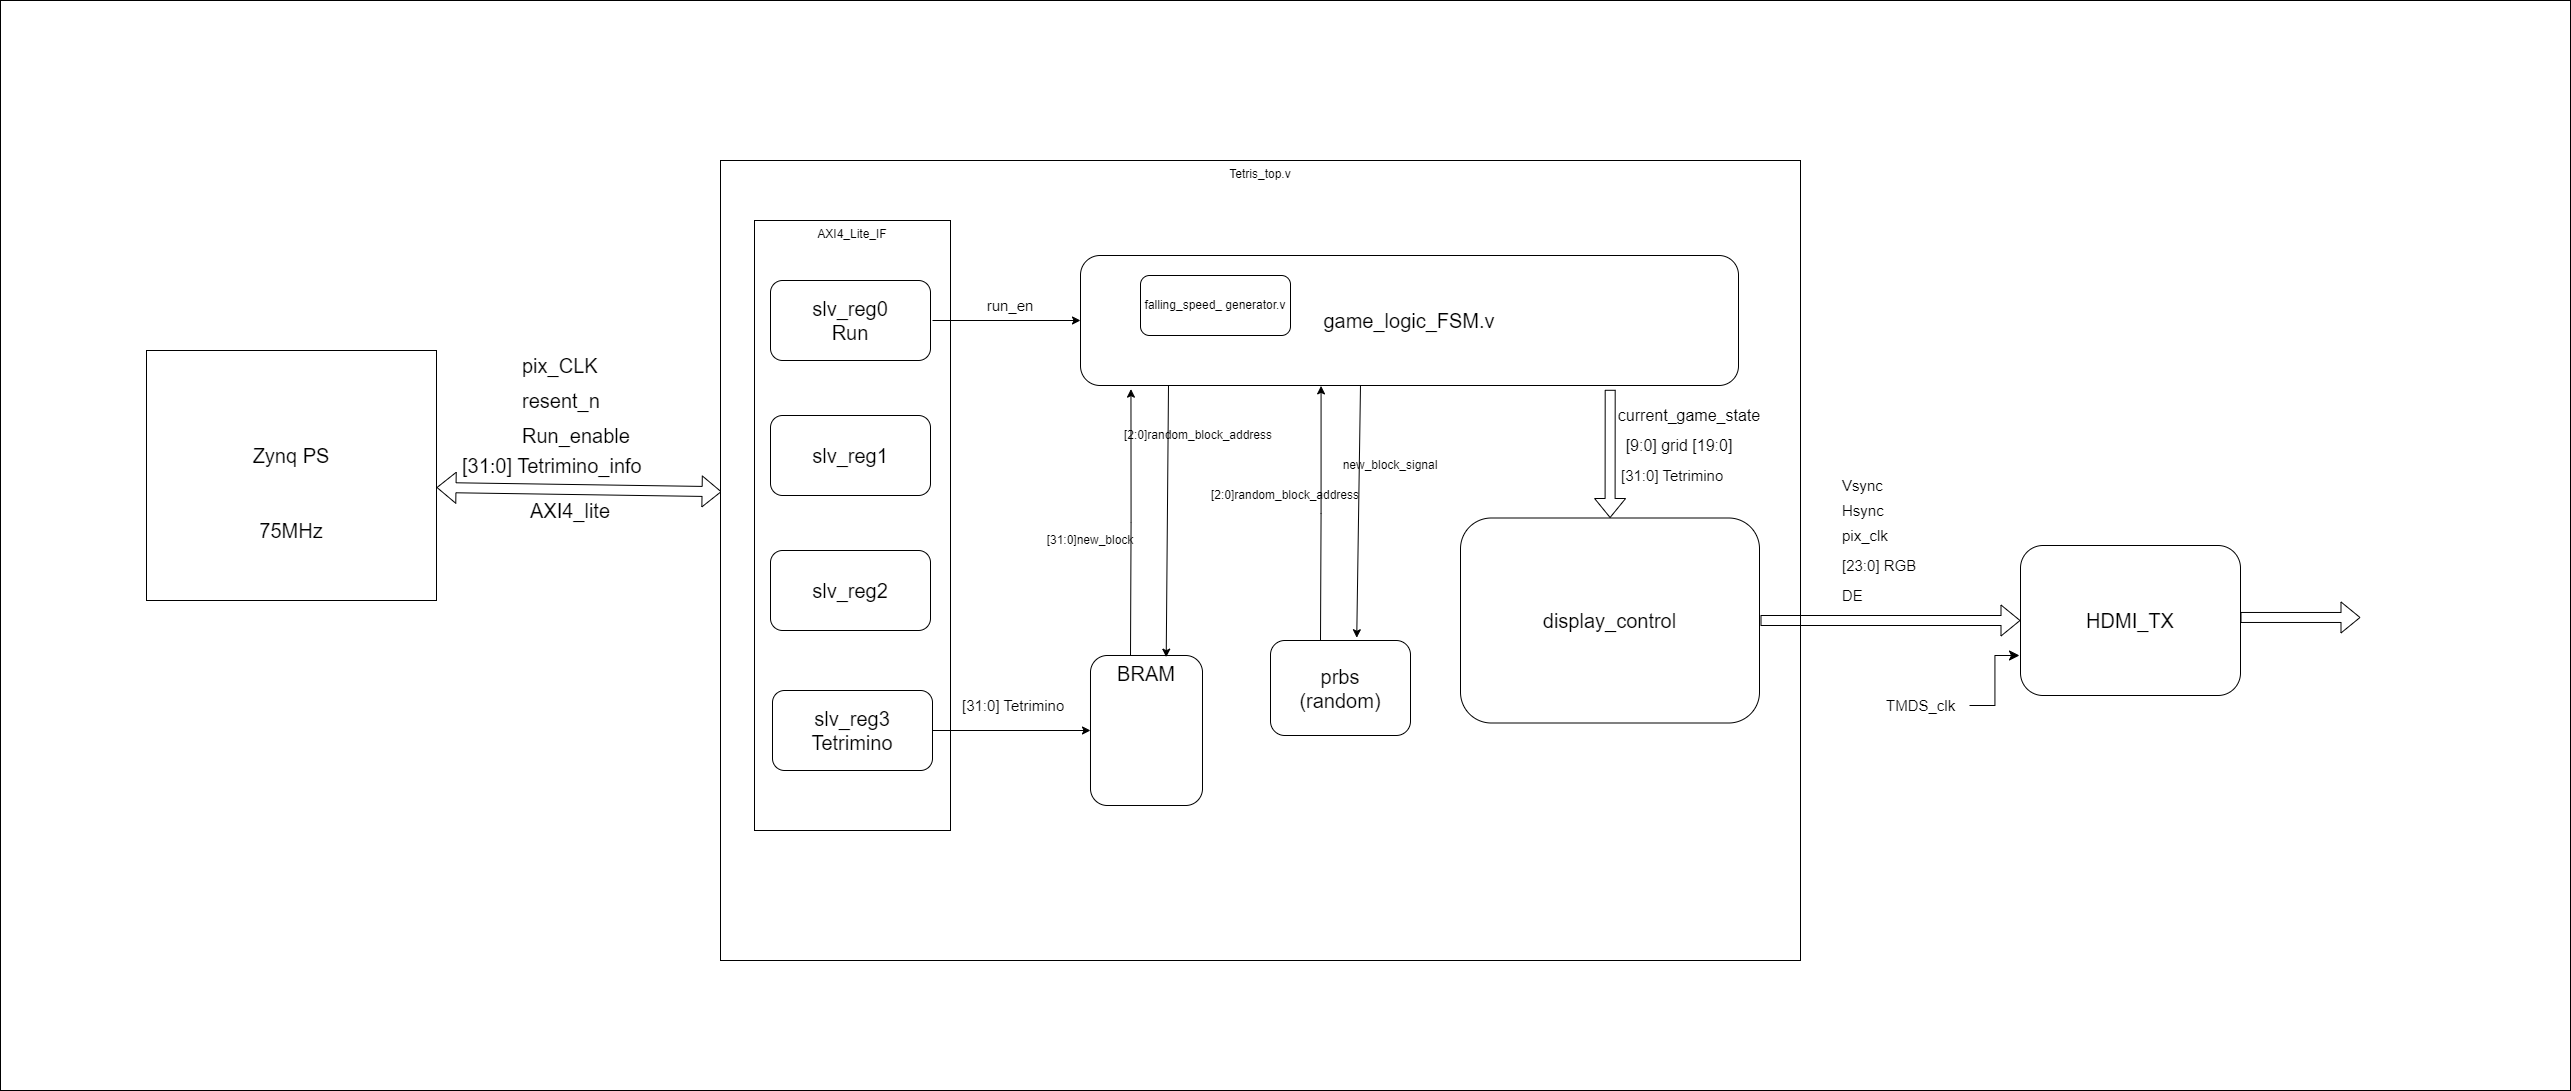 Tetris_top.v
AXI4_Lite_IF
slv_reg0
Run
run_en
falling_speed_ generator.v
game_logic_FSM.v
pix_CLK
resent_n
Run_enable
[31:0] Tetrimino_info
AXI4_lite
Zynq PS
75MHz
slv_reg1
slv_reg2
slv_reg3
Tetrimino
[31:0] Tetrimino
[2:0]random_block_address
[31:0]new_block
BRAM
new_block_signal
[2:0]random_block_address
prbs
(random)
current_game_state
[9:0] grid [19:0]
[31:0] Tetrimino
display_control
Vsync
Hsync
pix_clk
[23:0] RGB
DE
HDMI_TX
TMDS_clk